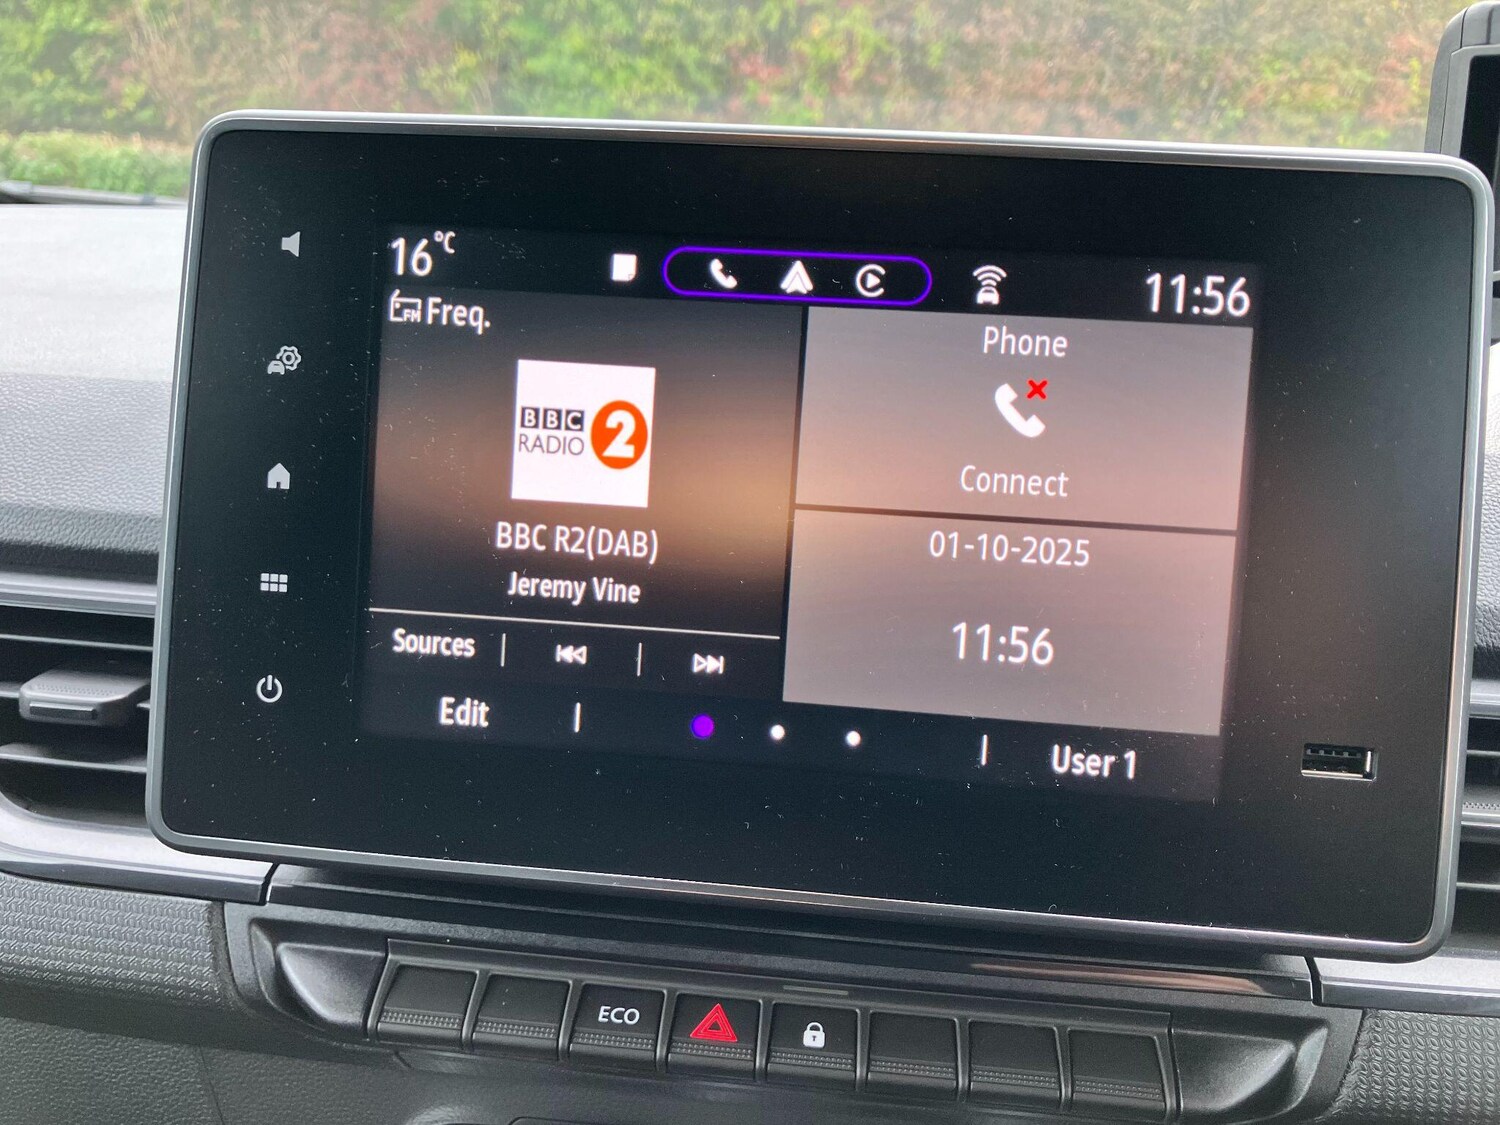 16°C
11:56
FM Freq.
Phone
BBC
RADIO 2
Connect
BBC R2(DAB)
Jeremy Vine
01-10-2025
11:56
Sources
Edit
User 1
ECO